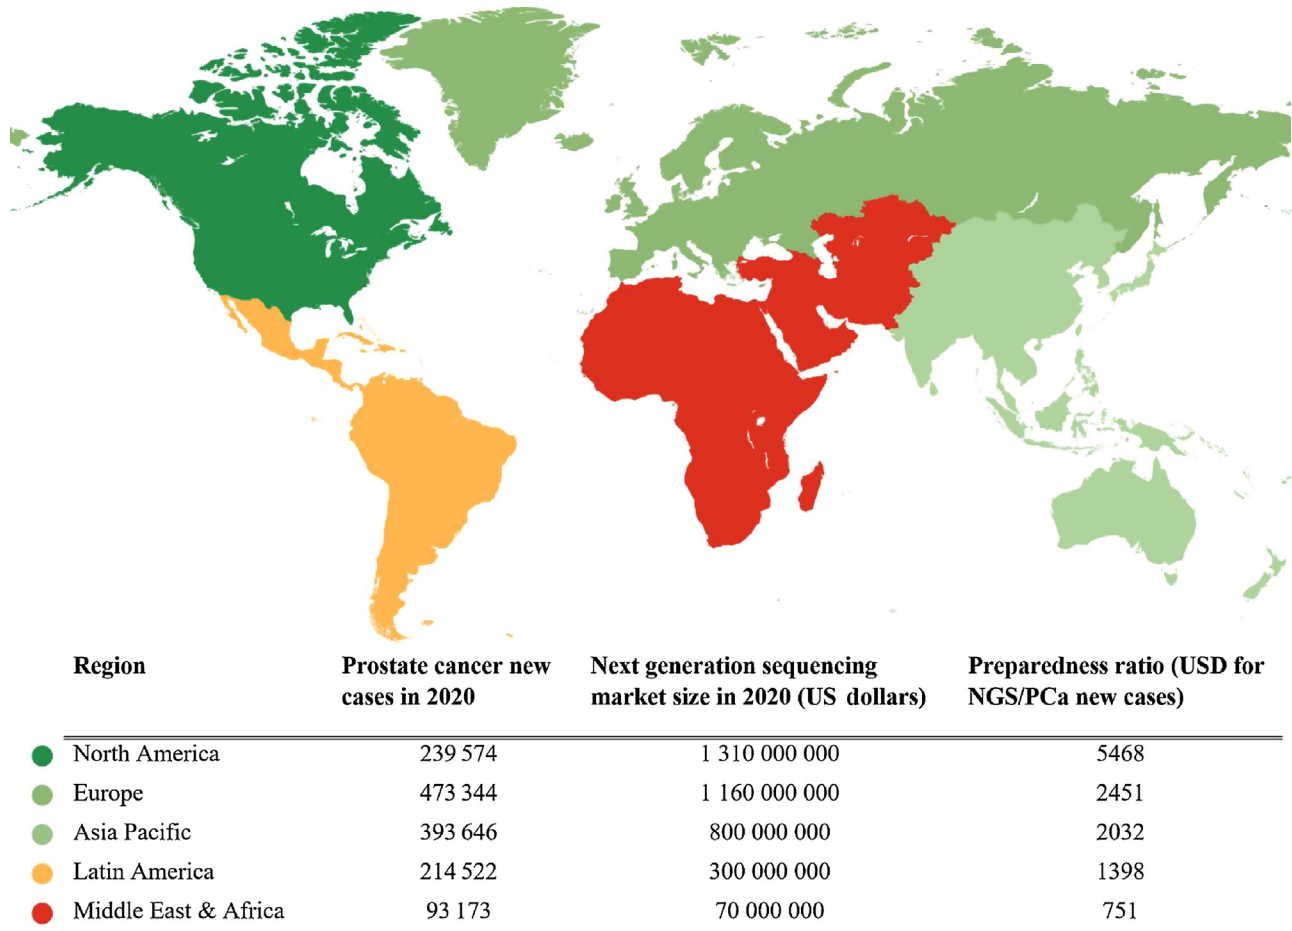 Region Prostate cancer new Next generation sequencing Preparedness ratio (USD for
cases in 2020 market size in 2020 (US dollars) NGS/PCa new cases)
North America 239 574 1 310 000 000 5468
Europe 473 344 1 160 000 000 2451
Asia Pacific 393 646 800 000 000 2032
Latin America 214 522 300 000 000 1398
Middle East & Africa 93 173 70 000 000 751